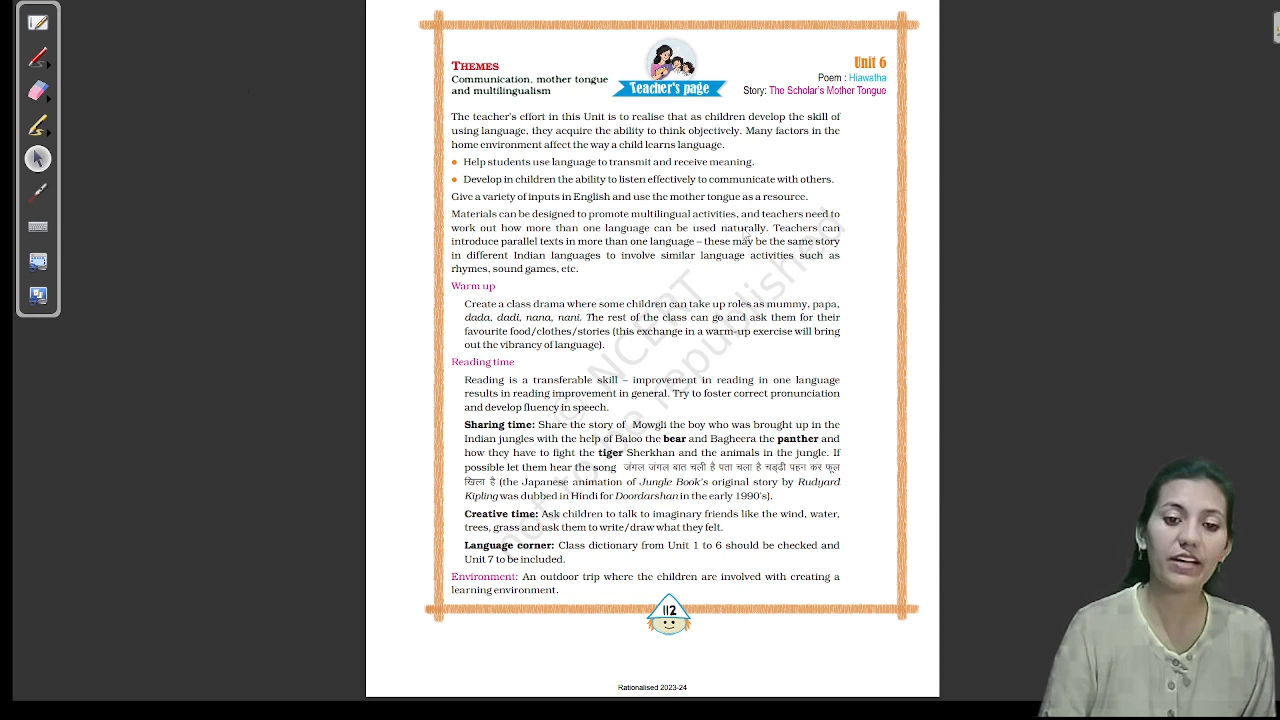 THEMES
Communication, mother tongue
and multilingualism
Teacher's page
Unit 6
Poem : Hiawatha
Story: The Scholar's Mother Tongue
The teacher's effort in this Unit is to realise that as children develop the skill of
using language, they acquire the ability to think objectively. Many factors in the
home environment affect the way a child learns language.
• Help students use language to transmit and receive meaning.
• Develop in children the ability to listen effectively to communicate with others.
Give a variety of inputs in English and use the mother tongue as a resource.
Materials can be designed to promote multilingual activities, and teachers need to
work out how more than one language can be used naturally. Teachers can
introduce parallel texts in more than one language – these may be the same story
in different Indian languages to involve similar language activities such as
rhymes, sound games, etc.
Warm up
Create a class drama where some children can take up roles as mummy, papa,
dada, dadi, nana, nani. The rest of the class can go and ask them for their
favourite food/clothes/stories (this exchange in a warm-up exercise will bring
out the vibrancy of language).
Reading time
Reading is a transferable skill – improvement in reading in one language
results in reading improvement in general. Try to foster correct pronunciation
and develop fluency in speech.
Sharing time: Share the story of Mowgli the boy who was brought up in the
Indian jungles with the help of Baloo the bear and Bagheera the panther and
how they have to fight the tiger Sherkhan and the animals in the jungle. If
possible let them hear the song जंगल जंगल बात चली है पता चला है चड्ढी पहन कर फूल
खिला है (the Japanese animation of Jungle Book's original story by Rudyard
Kipling was dubbed in Hindi for Doordarshan in the early 1990's).
Creative time: Ask children to talk to imaginary friends like the wind, water,
trees, grass and ask them to write/draw what they felt.
Language corner: Class dictionary from Unit 1 to 6 should be checked and
Unit 7 to be included.
Environment: An outdoor trip where the children are involved with creating a
learning environment.
112
© NCERT
not to be republished
Rationalised 2023-24